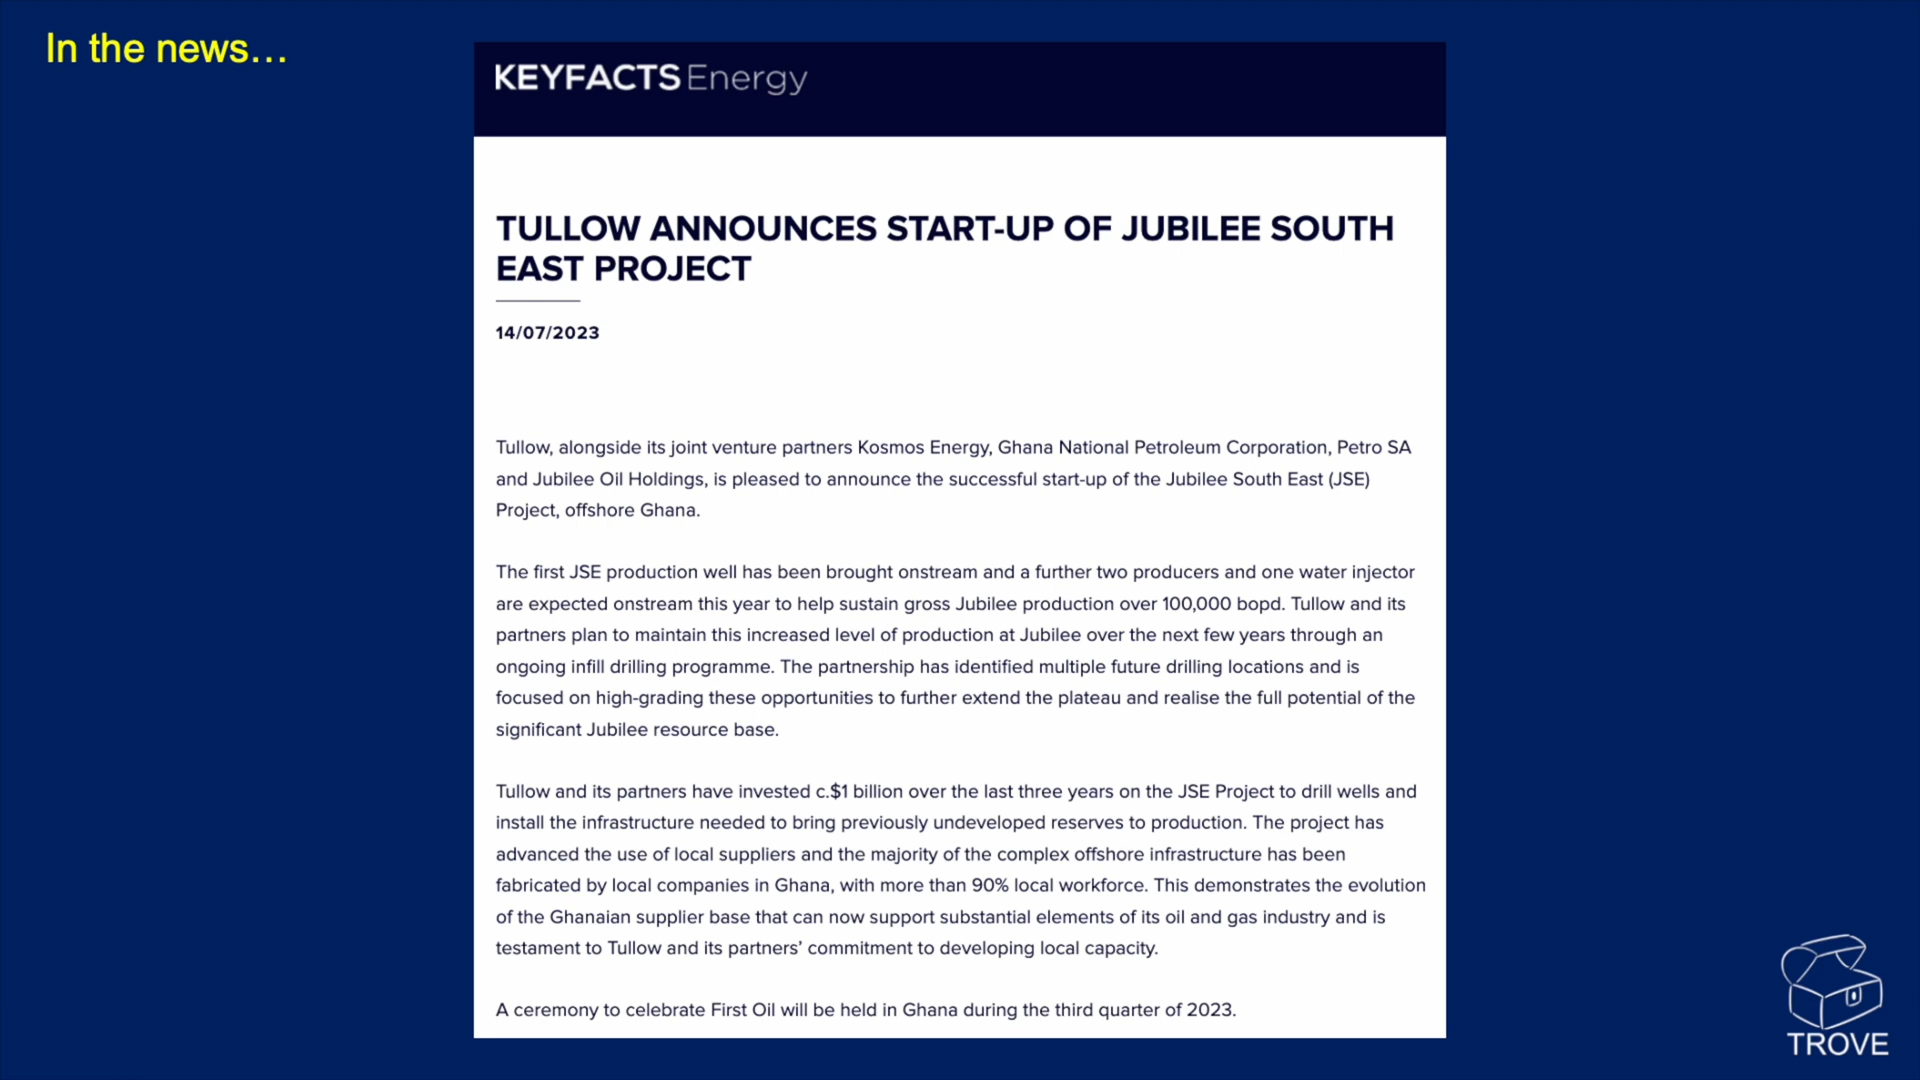 In the news...
KEYFACTS Energy
TULLOW ANNOUNCES START-UP OF JUBILEE SOUTH
EAST PROJECT
14/07/2023
Tullow, alongside its joint venture partners Kosmos Energy, Ghana National Petroleum Corporation, Petro SA
and Jubilee Oil Holdings, is pleased to announce the successful start-up of the Jubilee South East (JSE)
Project, offshore Ghana.
The first JSE production well has been brought onstream and a further two producers and one water injector
are expected onstream this year to help sustain gross Jubilee production over 100,000 bopd. Tullow and its
partners plan to maintain this increased level of production at Jubilee over the next few years through an
ongoing infill drilling programme. The partnership has identified multiple future drilling locations and is
focused on high-grading these opportunities to further extend the plateau and realise the full potential of the
significant Jubilee resource base.
Tullow and its partners have invested c.$1 billion over the last three years on the JSE Project to drill wells and
install the infrastructure needed to bring previously undeveloped reserves to production. The project has
advanced the use of local suppliers and the majority of the complex offshore infrastructure has been
fabricated by local companies in Ghana, with more than 90% local workforce. This demonstrates the evolution
of the Ghanaian supplier base that can now support substantial elements of its oil and gas industry and is
testament to Tullow and its partners’ commitment to developing local capacity.
A ceremony to celebrate First Oil will be held in Ghana during the third quarter of 2023.
TROVE